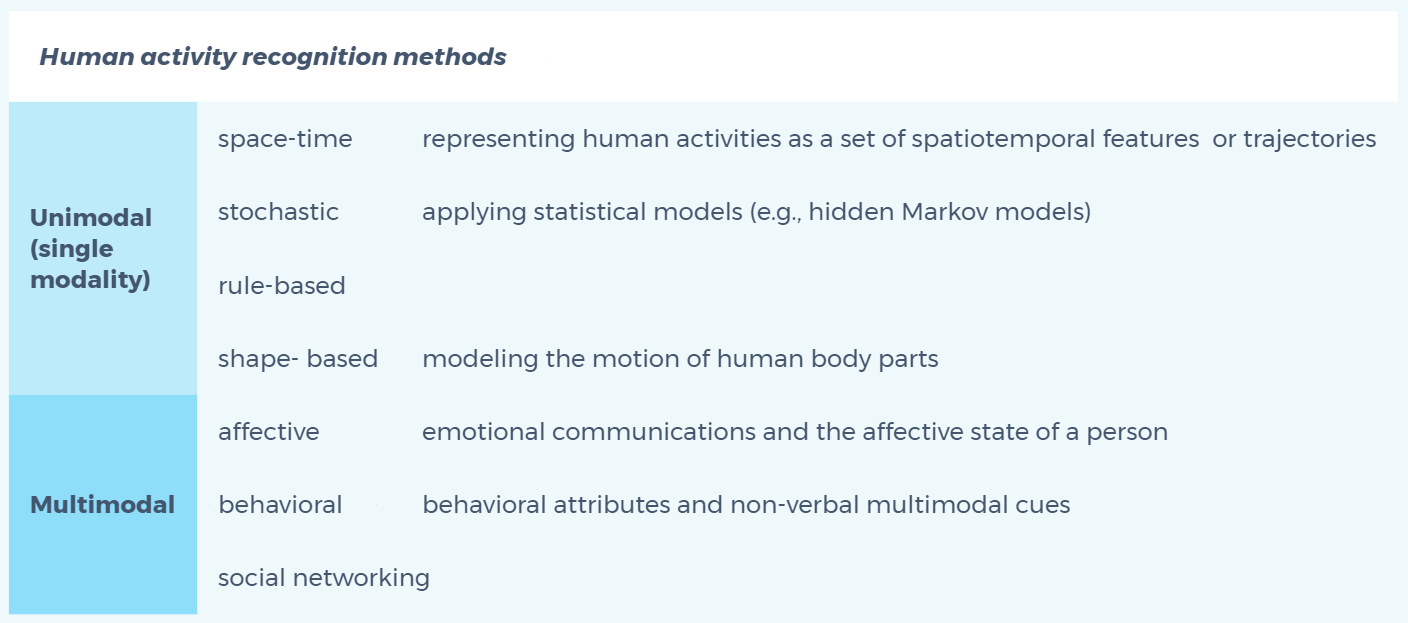 Human activity recognition methods
Unimodal
(single
modality)
space-time representing human activities as a set of spatiotemporal features or trajectories
stochastic applying statistical models (e.g., hidden Markov models)
rule-based
shape- based modeling the motion of human body parts
Multimodal
affective emotional communications and the affective state of a person
behavioral behavioral attributes and non-verbal multimodal cues
social networking